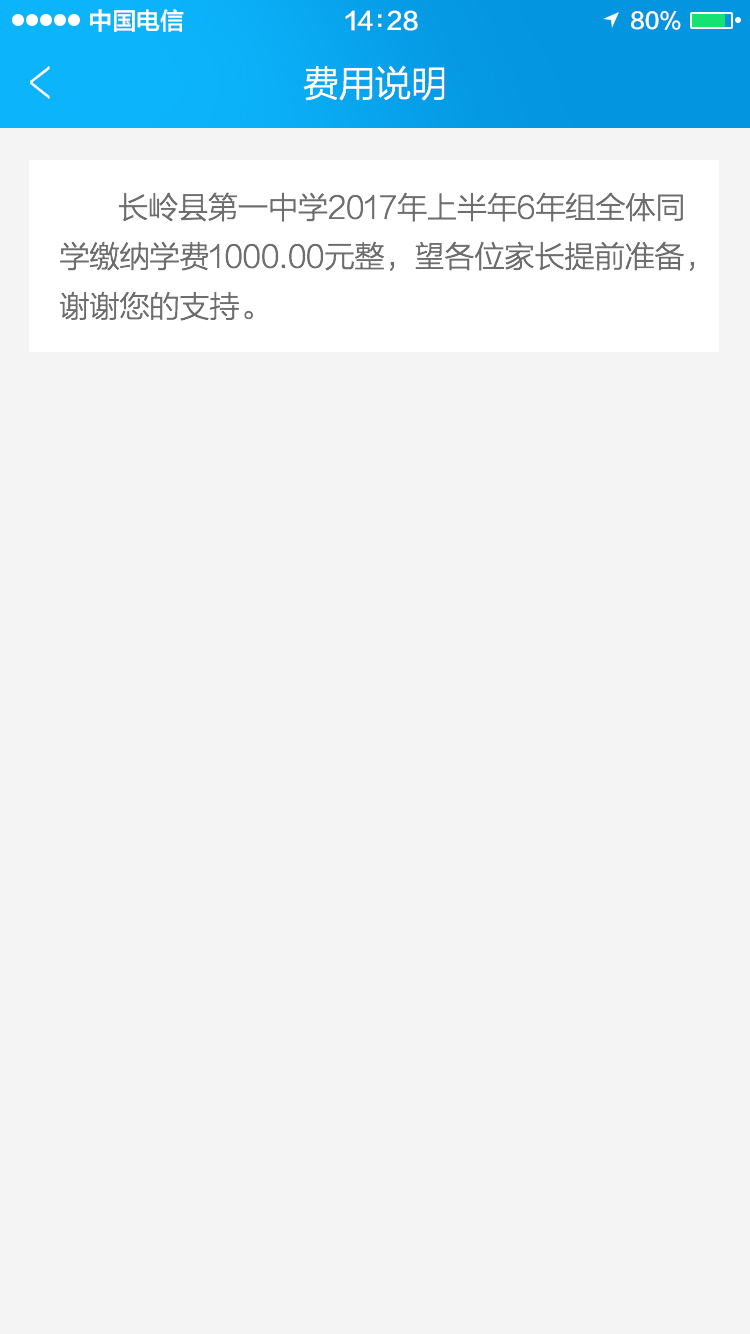 中国电信 14:28 80%
费用说明
长岭县第一中学2017年上半年6年组全体同
学缴纳学费1000.00元整，望各位家长提前准备，
谢谢您的支持。